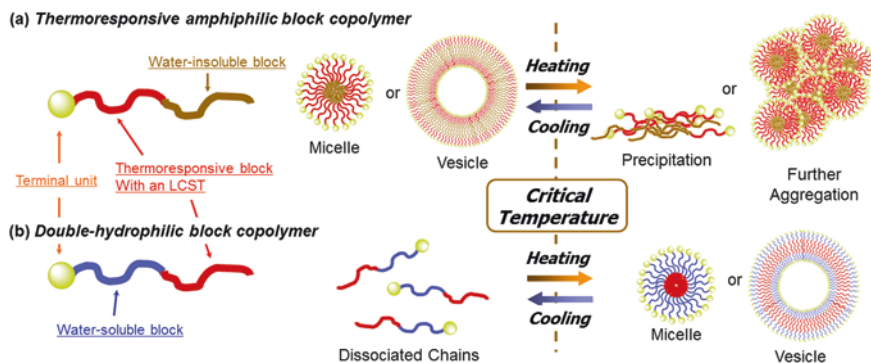 (a) Thermoresponsive amphiphilic block copolymer
Water-insoluble block
Heating
or
or
Cooling
Micelle
Vesicle
Precipitation
Further
Aggregation
Terminal unit
Thermoresponsive block
With an LCST
Critical
Temperature
(b) Double-hydrophilic block copolymer
Heating
or
Cooling
Water-soluble block
Dissociated Chains
Micelle
Vesicle